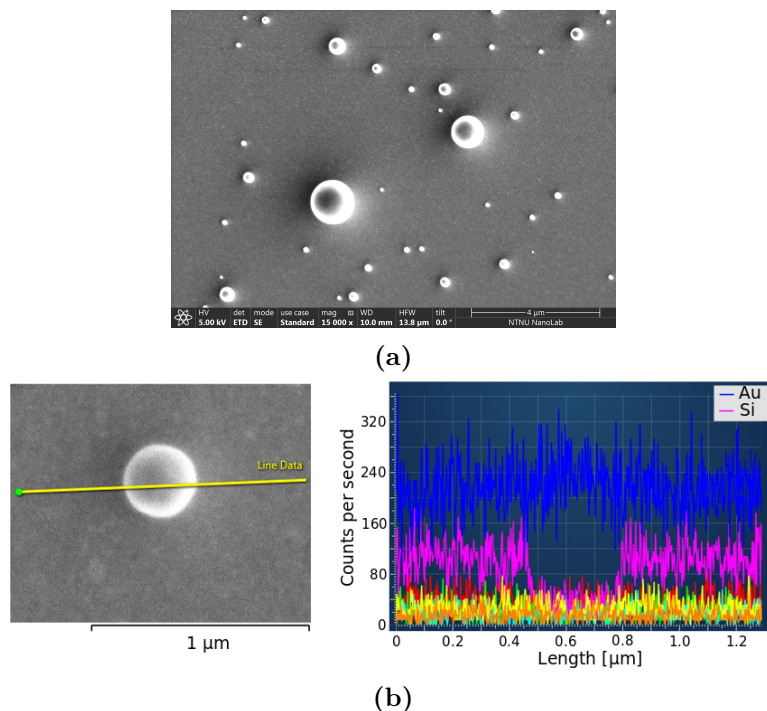 HV det mode use case mag WD HFW tilt 4 µm
5.00 kV ETD SE Standard 15 000 x 10.0 mm 13.8 µm 0.0 ° NTNU NanoLab
(a)
Line Data
1 µm
Au
Si
Counts per second
320
240
160
80
0
0 0.2 0.4 0.6 0.8 1.0 1.2
Length [µm]
(b)